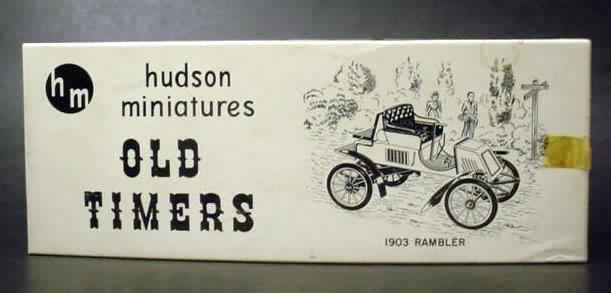 hm
hudson
miniatures
OLD
TIMERS
1903 RAMBLER